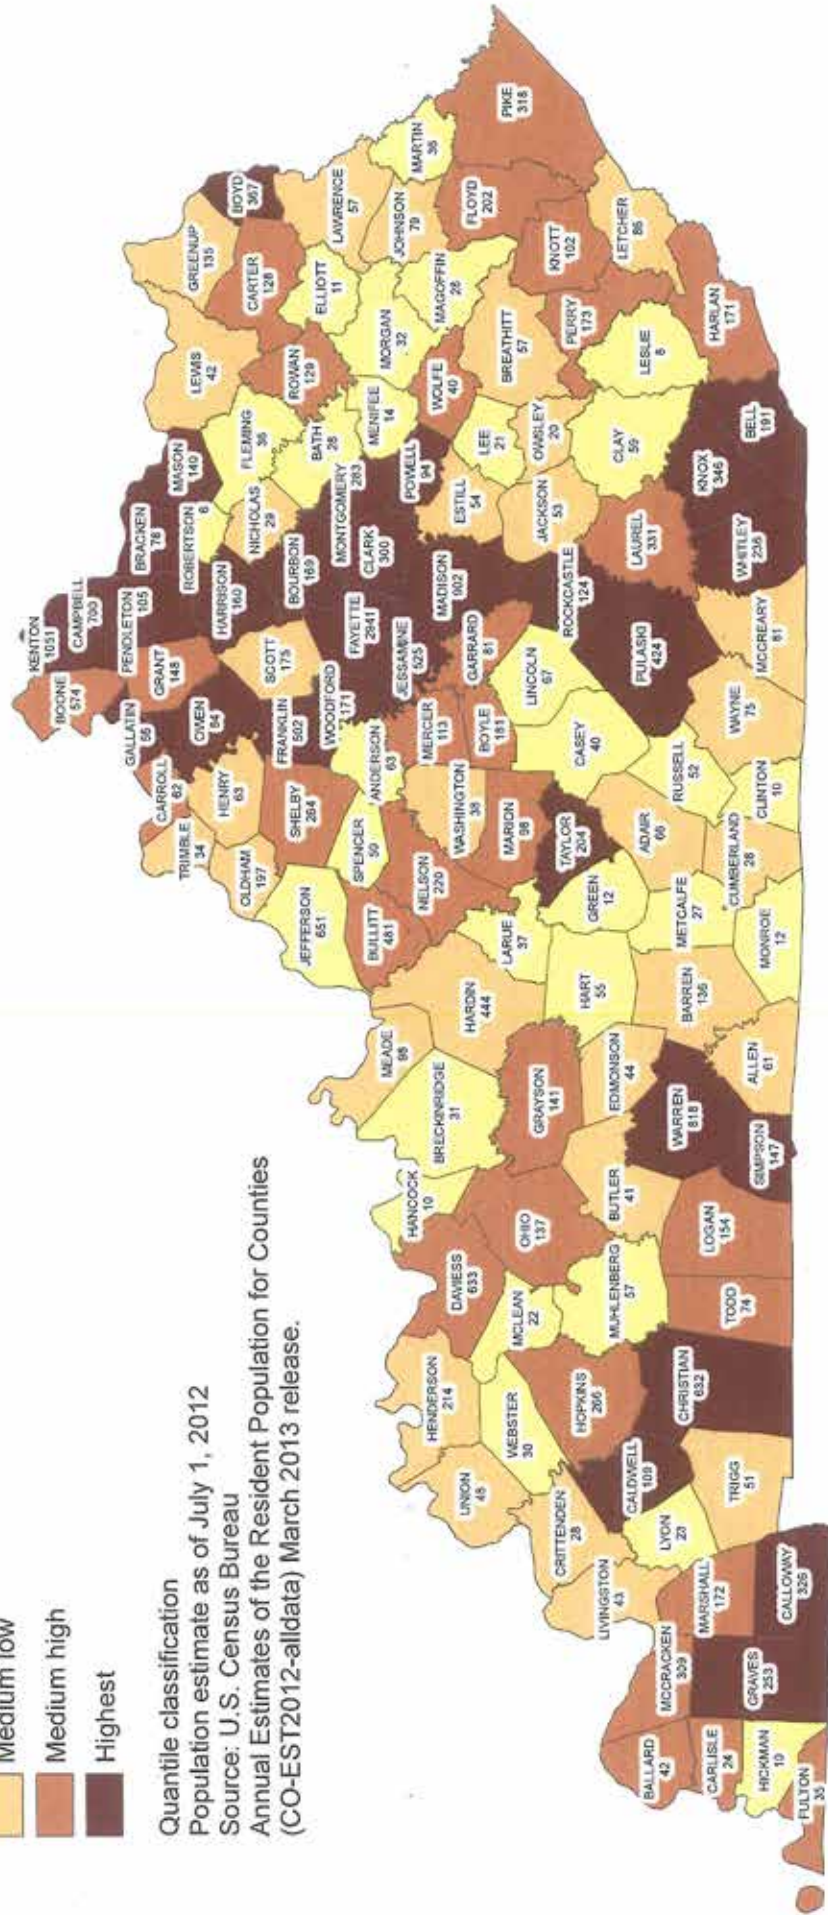 Medium low
Medium high
Highest
Quantile classification
Population estimate as of July 1, 2012
Source: U.S. Census Bureau
Annual Estimates of the Resident Population for Counties
(CO-EST2012-alldata) March 2013 release.
KENTON
1051
BOONE
574
CAMPBELL
GALLATIN
PENDLETON
105
GRANT
148
BRACKEN
78
CARROLL
62
OWEN
MASON
140
ROBERTSON
6
TRIMBLE
34
HENRY
63
HARRISON
160
LEWIS
42
GREENUP
135
OLDHAM
197
FRANKLIN
502
SCOTT
175
NICHOLAS
29
FLEMING
36
CARTER
128
BOYD
367
SHELBY
264
WOODFORD
171
BOURBON
169
BATH
28
ROWAN
129
ELLIOTT
11
LAWRENCE
57
JEFFERSON
651
SPENCER
50
ANDERSON
63
FAYETTE
2941
CLARK
300
MONTGOMERY
283
MENIFEE
14
MORGAN
32
JOHNSON
79
MARTIN
36
BULLITT
481
NELSON
220
MERCER
113
JESSAMINE
525
POWELL
94
WOLFE
40
MAGOFFIN
28
MEADE
98
HARDIN
444
WASHINGTON
38
BOYLE
181
GARRARD
81
MADISON
902
ESTILL
54
LEE
21
BREATHITT
57
FLOYD
202
PIKE
318
HANCOCK
10
BRECKINRIDGE
31
LARUE
37
MARION
98
LINCOLN
67
ROCKCASTLE
124
JACKSON
53
OWSLEY
20
PERRY
173
KNOTT
102
HENDERSON
214
DAVIESS
633
OHIO
137
GRAYSON
141
HART
55
GREEN
12
TAYLOR
204
CASEY
40
PULASKI
424
LAUREL
331
CLAY
59
LESLIE
8
LETCHER
UNION
48
WEBSTER
30
MCLEAN
22
BUTLER
41
EDMONSON
44
BARREN
136
METCALFE
27
ADAIR
66
RUSSELL
52
KNOX
346
HARLAN
171
CRITTENDEN
28
HOPKINS
266
MUHLENBERG
57
WARREN
818
WAYNE
75
MCCREARY
WHITLEY
236
BELL
191
LIVINGSTON
43
CALDWELL
109
LYON
CHRISTIAN
632
TODD
74
LOGAN
154
SIMPSON
147
ALLEN
61
MONROE
12
CUMBERLAND
28
CLINTON
10
BALLARD
42
MCCRACKEN
309
MARSHALL
172
TRIGG
51
CARLISLE
24
GRAVES
253
CALLOWAY
326
HICKMAN
10
FULTON
35